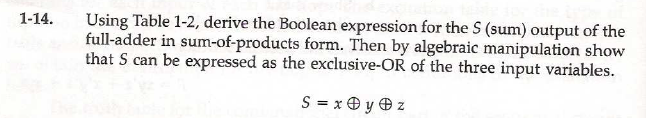 1-14. Using Table 1-2, derive the Boolean expression for the S (sum) output of the
full-adder in sum-of-products form. Then by algebraic manipulation show
that S can be expressed as the exclusive-OR of the three input variables.
S = x ⊕ y ⊕ z